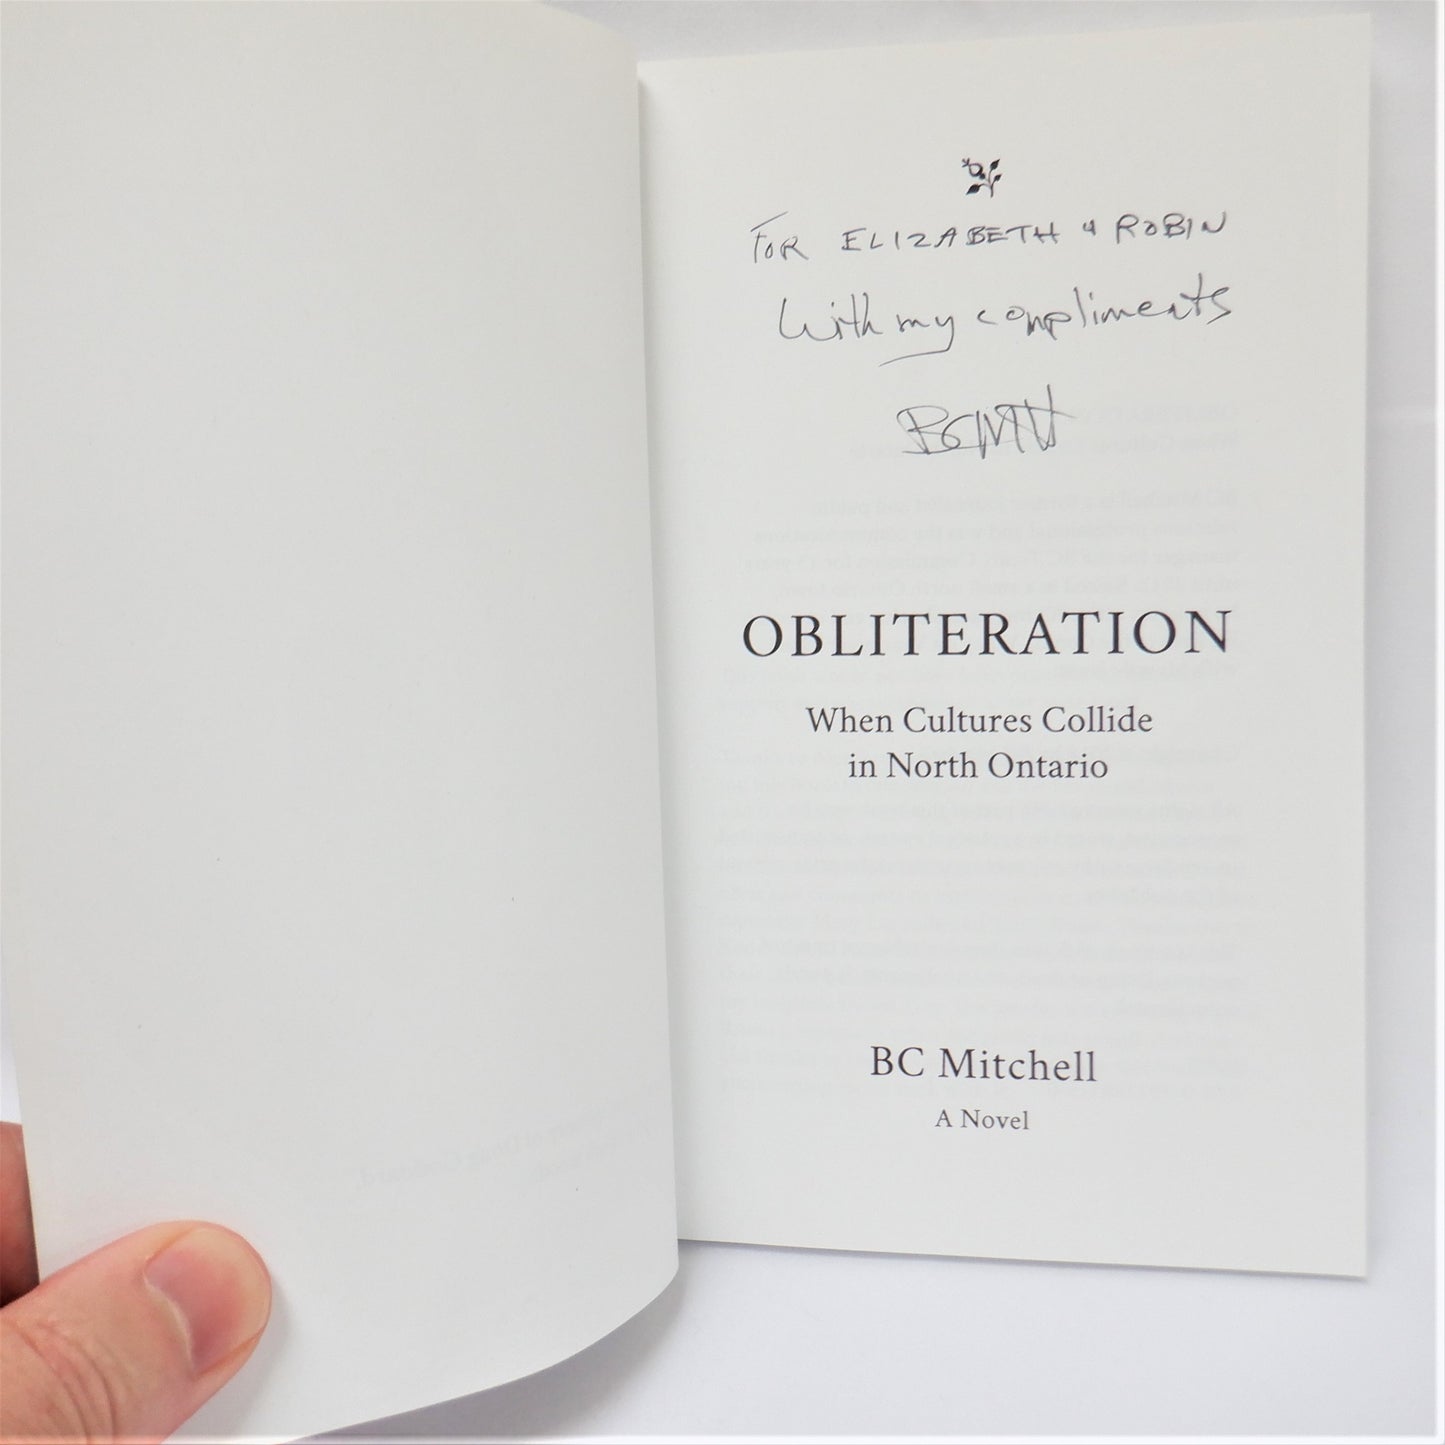 FOR ELIZABETH & ROBIN
With my compliments
OBLITERATION
When Cultures Collide
in North Ontario
BC Mitchell
A Novel